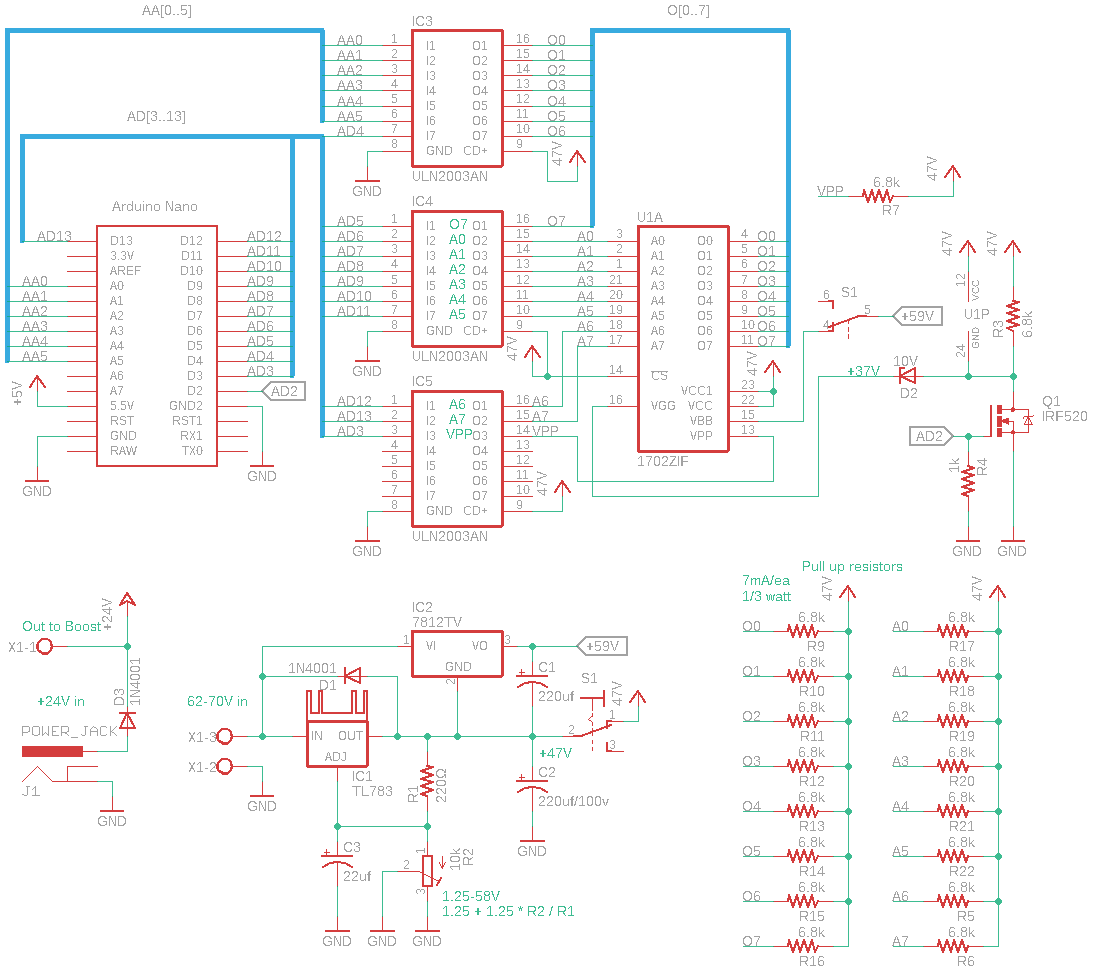 AA[0..5]
O[0..7]
AD[3..13]
IC3
AA0 1 I1 O1 16 O0
AA1 2 I2 O2 15 O1
AA2 3 I3 O3 14 O2
AA3 4 I4 O4 13 O3
AA4 5 I5 O5 12 O4
AA5 6 I6 O6 11 O5
AD4 7 I7 O7 10 O6
8 GND CD+ 9
47V
GND
ULN2003AN
Arduino Nano
AD13 D13 D12 AD12
3.3V D11 AD11
AREF D10 AD10
AA0 A0 D9 AD9
AA1 A1 D8 AD8
AA2 A2 D7 AD7
AA3 A3 D6 AD6
AA4 A4 D5 AD5
AA5 A5 D4 AD4
A6 D3 AD3
A7 D2 AD2
+5V
5.5V GND2
RST RST1
GND RX1
RAW TX0
GND
GND
IC4
AD5 1 I1 O7 O1 16 O7
AD6 2 I2 A0 O2 15 A0
AD7 3 I3 A1 O3 14 A1
AD8 4 I4 A2 O4 13 A2
AD9 5 I5 A3 O5 12 A3
AD10 6 I6 A4 O6 11 A4
AD11 7 I7 A5 O7 10 A5
8 GND CD+ 9
47V
GND
ULN2003AN
IC5
AD12 1 I1 A6 O1 16 A6
AD13 2 I2 A7 O2 15 A7
AD3 3 I3 VPP O3 14 VPP
4 I4 O4 13
5 I5 O5 12
6 I6 O6 11
7 I7 O7 10
8 GND CD+ 9
47V
GND
ULN2003AN
U1A
3 A0 O0 4 O0
1 A1 O1 5 O1
2 A2 O2 6 O2
21 A3 O3 7 O3
20 A4 O4 8 O4
19 A5 O5 9 O5
A6 18 A6 O6 10 O6
A7 17 A7 O7 11 O7
14 CS
47V
VCC1 23
16 VGG VCC 22
VBB 15
VPP 13
1702ZIF
VPP 6.8k 47V
R7
47V 47V
12 VCC
U1P
GND 24
R3 6.8k
6 S1
4 5 +59V
+37V 10V
D2
Q1
IRF520
AD2
1k R4
GND GND
Out to Boost +24V
X1-1
D3 1N4001
+24V in
POWER_JACK
J1
GND
62-70V in
X1-3
X1-2
GND
IC2
7812TV
1 VI VO 3 +59V
GND
2
1N4001
D1
IN OUT
ADJ
IC1
TL783
C1
220uf
S1
47V
1
2
3
+47V
R1 220Ω
C2
220uf/100v
GND
C3
22uf
1
2
3
10k R2
1.25-58V
1.25 + 1.25 * R2 / R1
GND GND GND
Pull up resistors
7mA/ea
1/3 watt
47V 47V
O0 6.8k R9 A0 6.8k R17
O1 6.8k R10 A1 6.8k R18
O2 6.8k R11 A2 6.8k R19
O3 6.8k R12 A3 6.8k R20
O4 6.8k R13 A4 6.8k R21
O5 6.8k R14 A5 6.8k R22
O6 6.8k R15 A6 6.8k R5
O7 6.8k R16 A7 6.8k R6